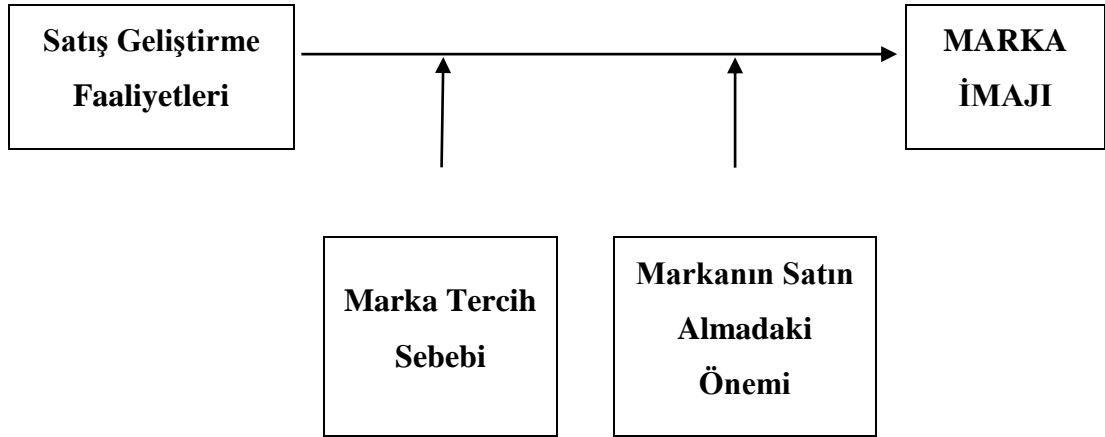 Satış Geliştirme
Faaliyetleri
MARKA
İMAJI
Marka Tercih
Sebebi
Markanın Satın
Almadaki
Önemi